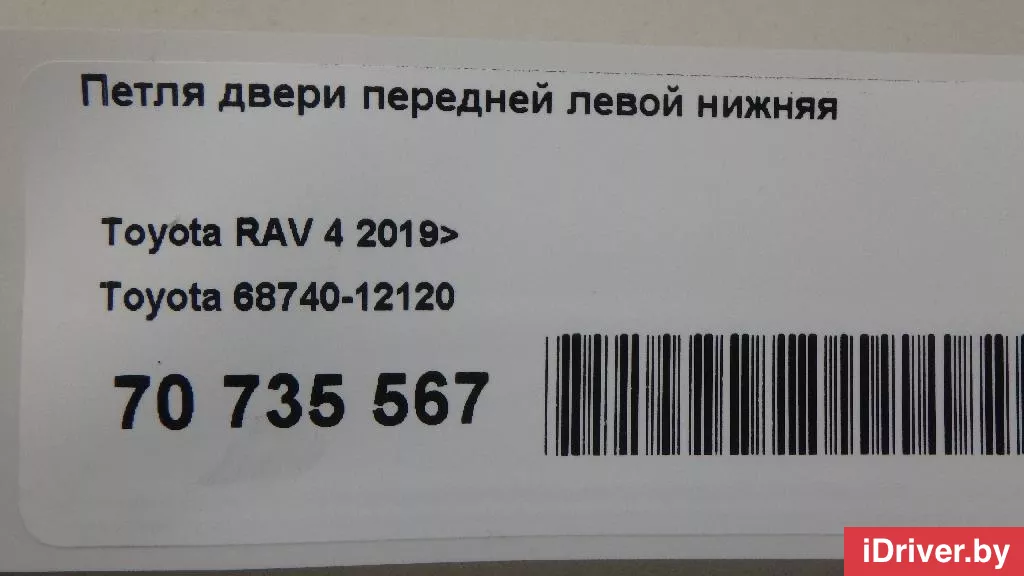 Петля двери передней левой нижняя
Toyota RAV 4 2019>
Toyota 68740-12120
70 735 567
iDriver.by